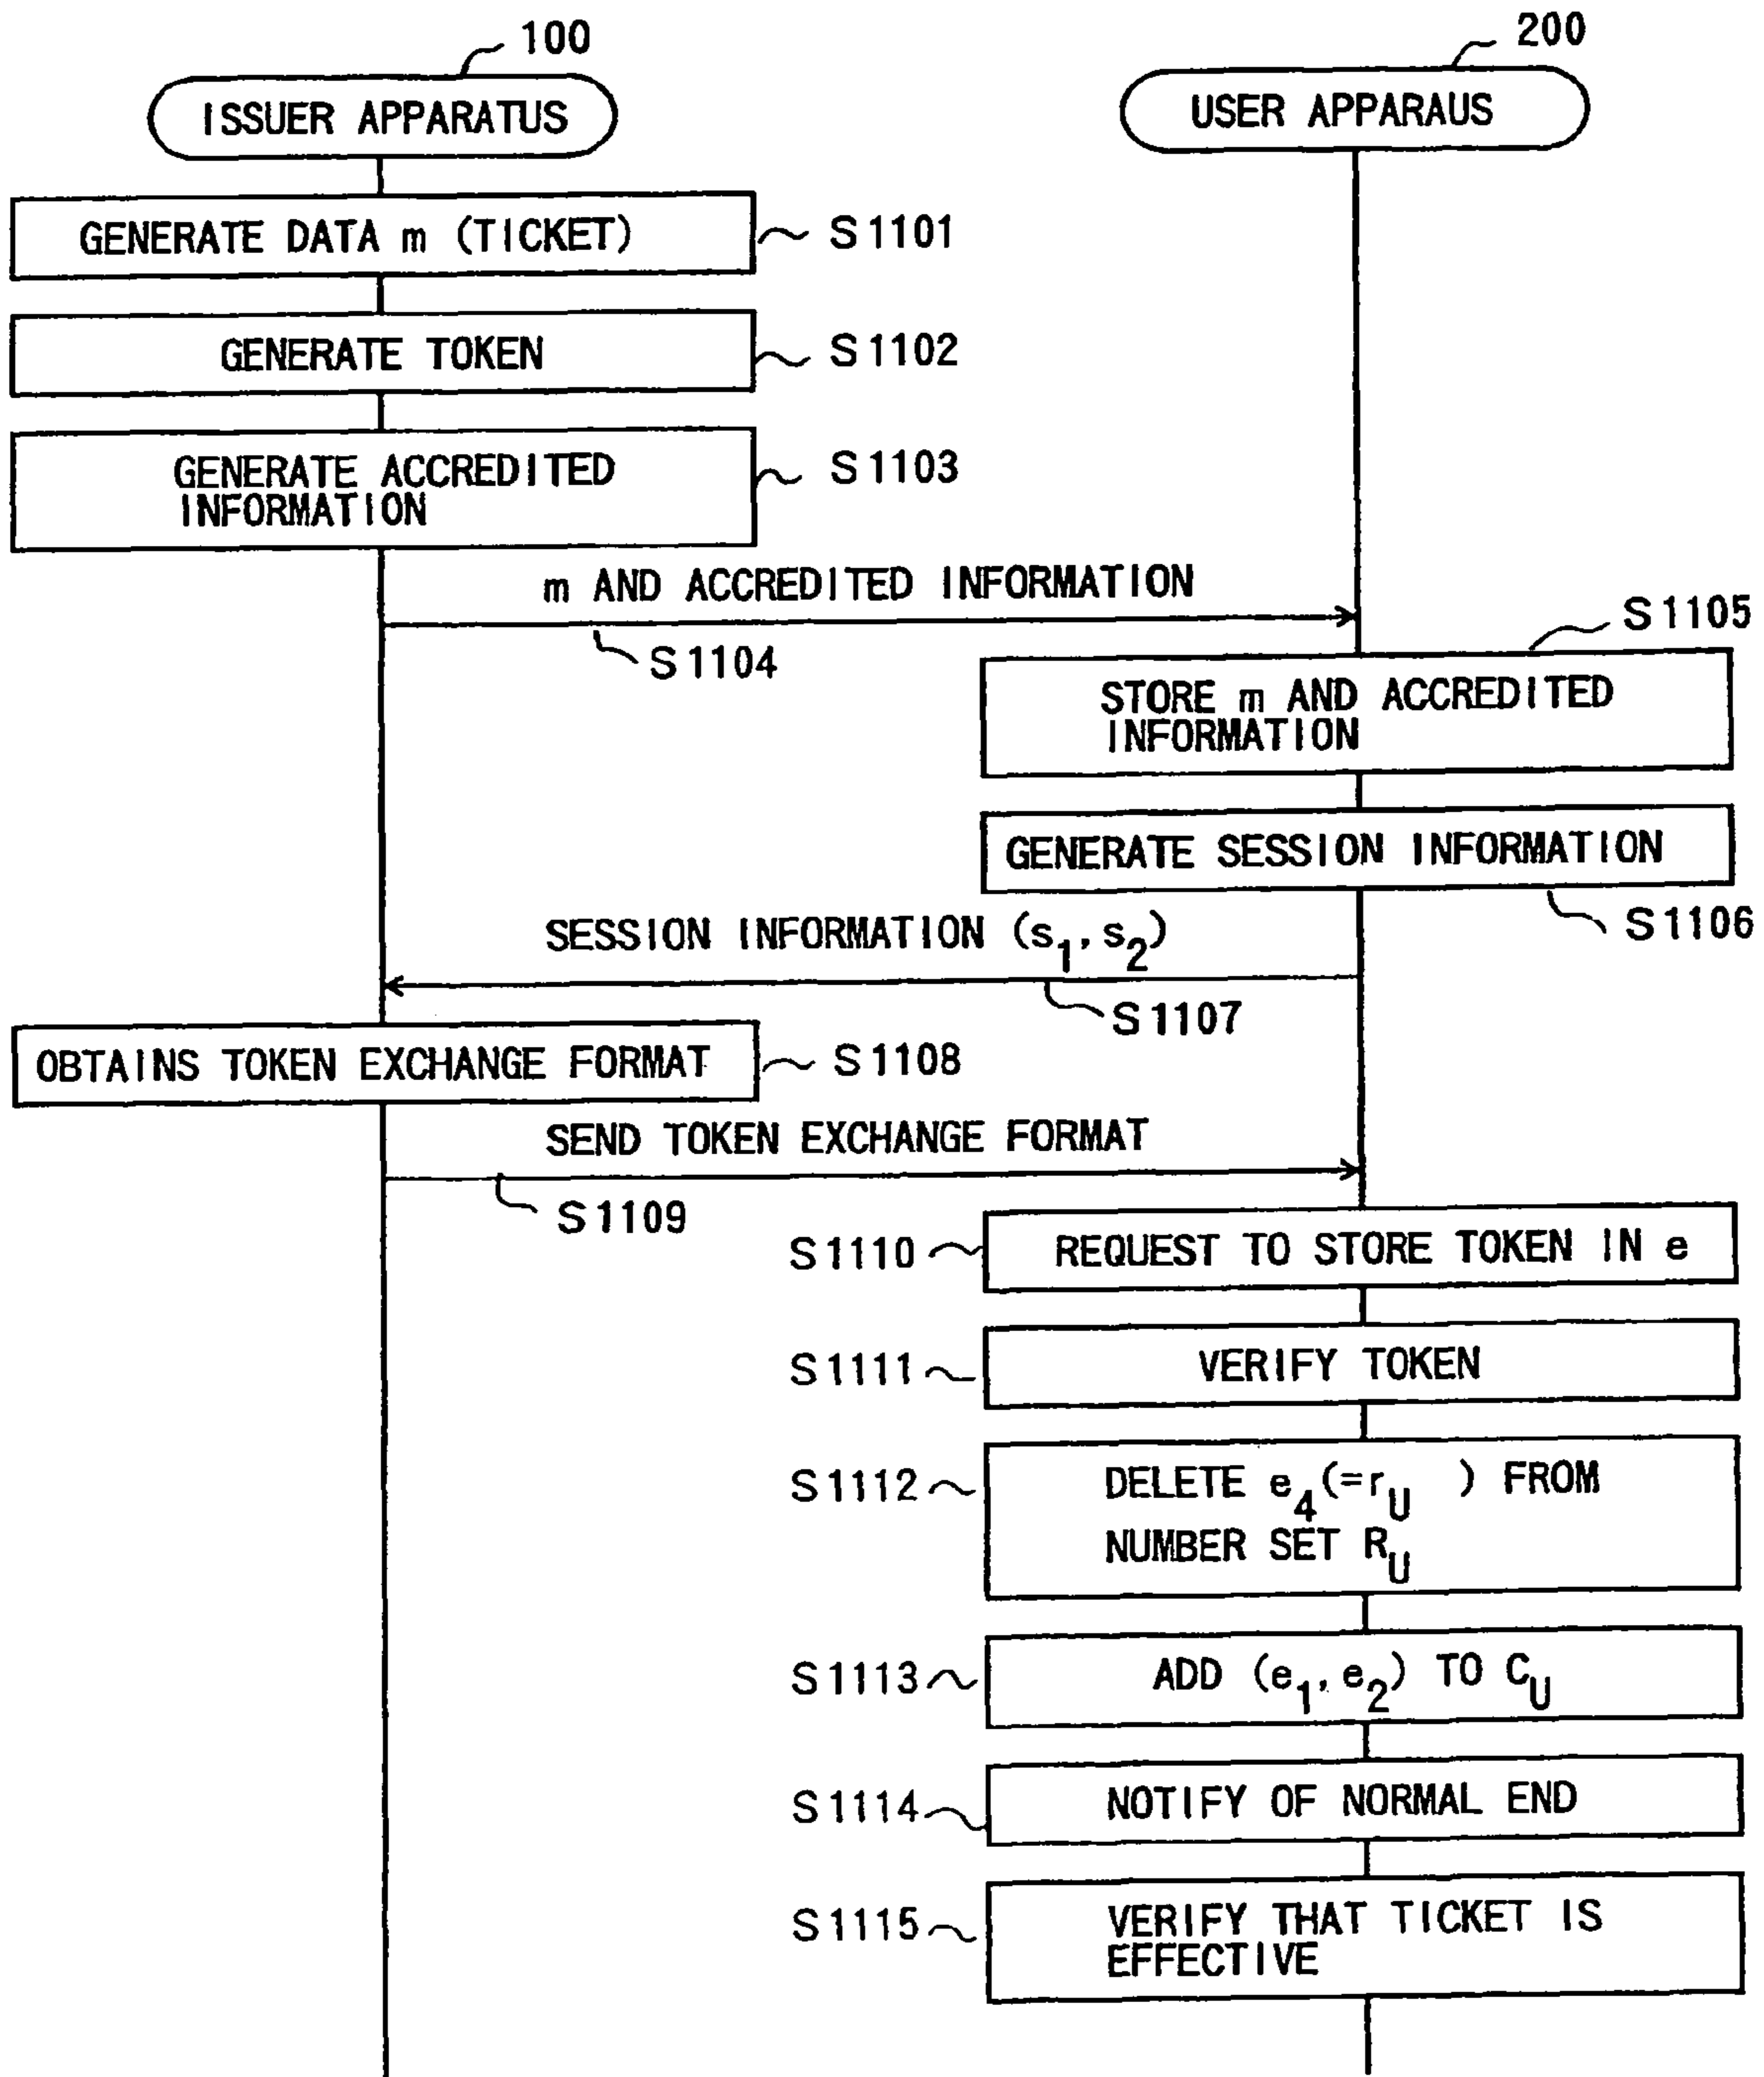 100
200
ISSUER APPARATUS
USER APPARAUS
GENERATE DATA m (TICKET)
S1101
GENERATE TOKEN
S1102
GENERATE ACCREDITED
INFORMATION
S1103
m AND ACCREDITED INFORMATION
S1104
S1105
STORE m AND ACCREDITED
INFORMATION
GENERATE SESSION INFORMATION
S1106
SESSION INFORMATION (s1, s2)
S1107
OBTAINS TOKEN EXCHANGE FORMAT
S1108
SEND TOKEN EXCHANGE FORMAT
S1109
S1110
REQUEST TO STORE TOKEN IN e
S1111
VERIFY TOKEN
S1112
DELETE e4(=rU ) FROM
NUMBER SET RU
S1113
ADD (e1, e2) TO CU
S1114
NOTIFY OF NORMAL END
S1115
VERIFY THAT TICKET IS
EFFECTIVE